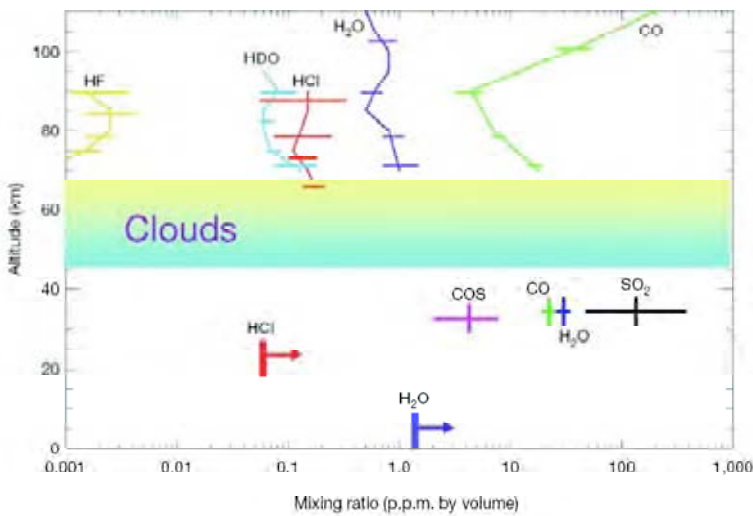 H₂O
CO
HDO
HF
HCl
100
80
60
40
20
0
Altitude (km)
Clouds
COS
CO
SO₂
H₂O
HCl
H₂O
0.001
0.01
0.1
1.0
10
100
1,000
Mixing ratio (p.p.m. by volume)